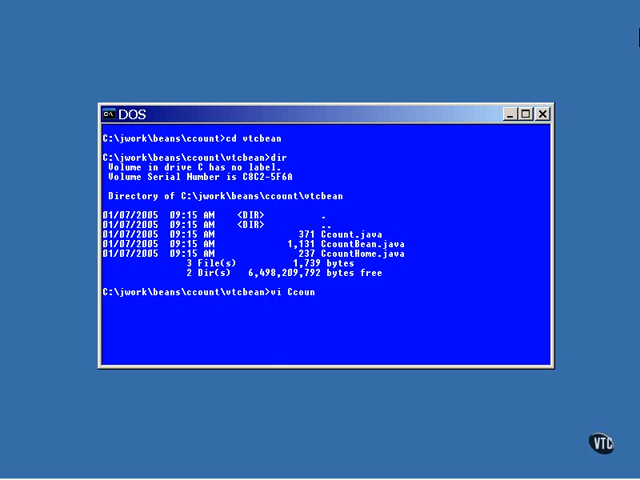 DOS
C:\jwork\beans\ccount>cd vtcbean
C:\jwork\beans\ccount\vtcbean>dir
Volume in drive C has no label.
Volume Serial Number is C8C2-5F6A
Directory of C:\jwork\beans\ccount\vtcbean
01/07/2005 09:15 AM <DIR> .
01/07/2005 09:15 AM <DIR> ..
01/07/2005 09:15 AM 371 Ccount.java
01/07/2005 09:15 AM 1,131 CcountBean.java
01/07/2005 09:15 AM 237 CcountHome.java
3 File(s) 1,739 bytes
2 Dir(s) 6,498,209,792 bytes free
C:\jwork\beans\ccount\vtcbean>vi Ccoun
VTC